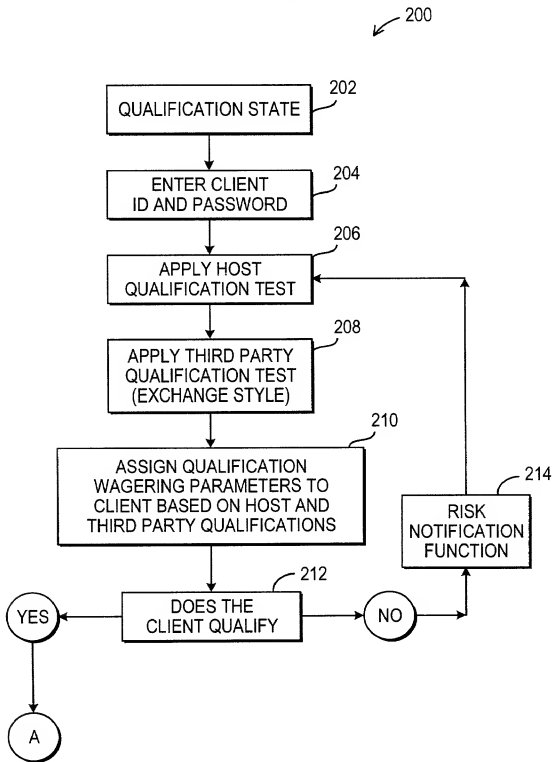 200
QUALIFICATION STATE
202
ENTER CLIENT
ID AND PASSWORD
204
APPLY HOST
QUALIFICATION TEST
206
APPLY THIRD PARTY
QUALIFICATION TEST
(EXCHANGE STYLE)
208
ASSIGN QUALIFICATION
WAGERING PARAMETERS TO
CLIENT BASED ON HOST AND
THIRD PARTY QUALIFICATIONS
210
RISK
NOTIFICATION
FUNCTION
214
DOES THE
CLIENT QUALIFY
212
YES
NO
A